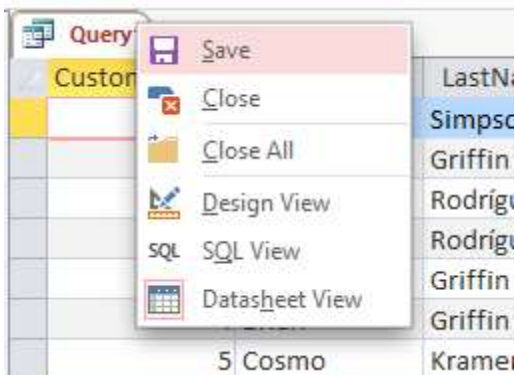 Query
Save
Custom LastNa
Close
Simpso
Close All
Griffin
Design View
Rodrígu
SQL SQL View
Rodrígu
Griffin
Datasheet View
Griffin
5 Cosmo Kramer